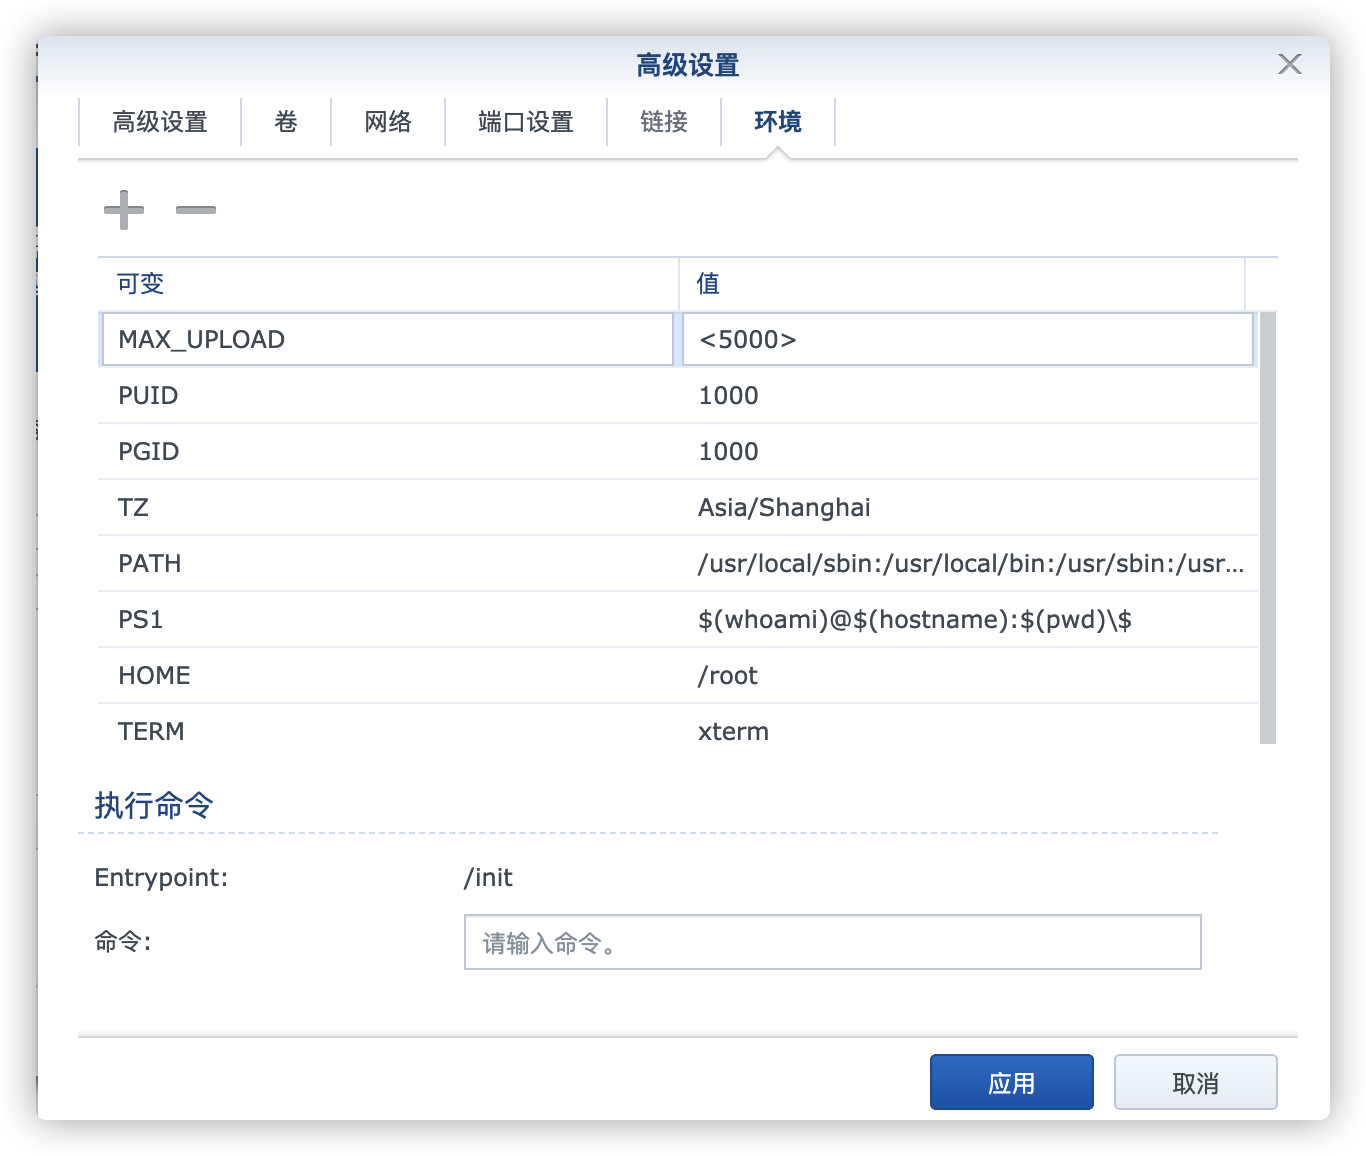 高级设置
高级设置 卷 网络 端口设置 链接 环境
可变 值
MAX_UPLOAD <5000>
PUID 1000
PGID 1000
TZ Asia/Shanghai
PATH /usr/local/sbin:/usr/local/bin:/usr/sbin:/usr...
PS1 $(whoami)@$(hostname):$(pwd)\$
HOME /root
TERM xterm
执行命令
Entrypoint: /init
命令: 请输入命令。
应用 取消